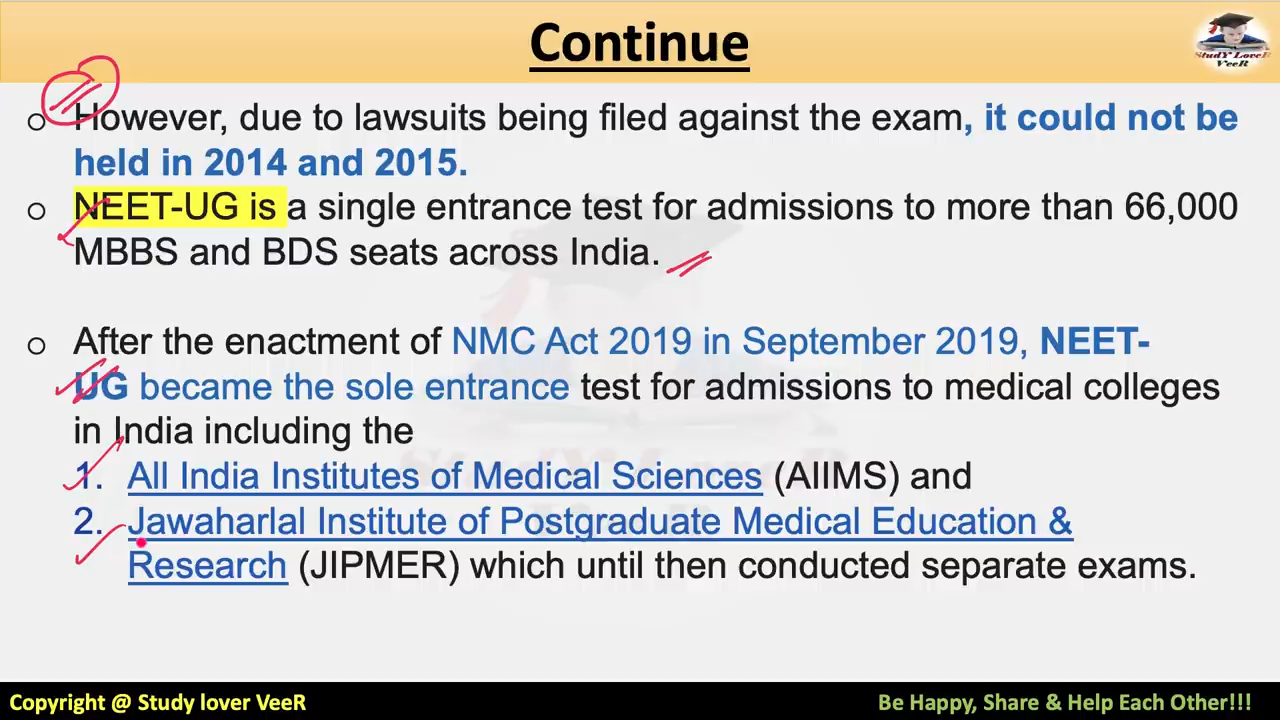 Continue
StudY LoveR
VeeR
o However, due to lawsuits being filed against the exam, it could not be
held in 2014 and 2015.
o NEET-UG is a single entrance test for admissions to more than 66,000
MBBS and BDS seats across India.
o After the enactment of NMC Act 2019 in September 2019, NEET-
UG became the sole entrance test for admissions to medical colleges
in India including the
1. All India Institutes of Medical Sciences (AIIMS) and
2. Jawaharlal Institute of Postgraduate Medical Education &
Research (JIPMER) which until then conducted separate exams.
StudY LoveR
VeeR
Copyright @ Study lover VeeR
Be Happy, Share & Help Each Other!!!